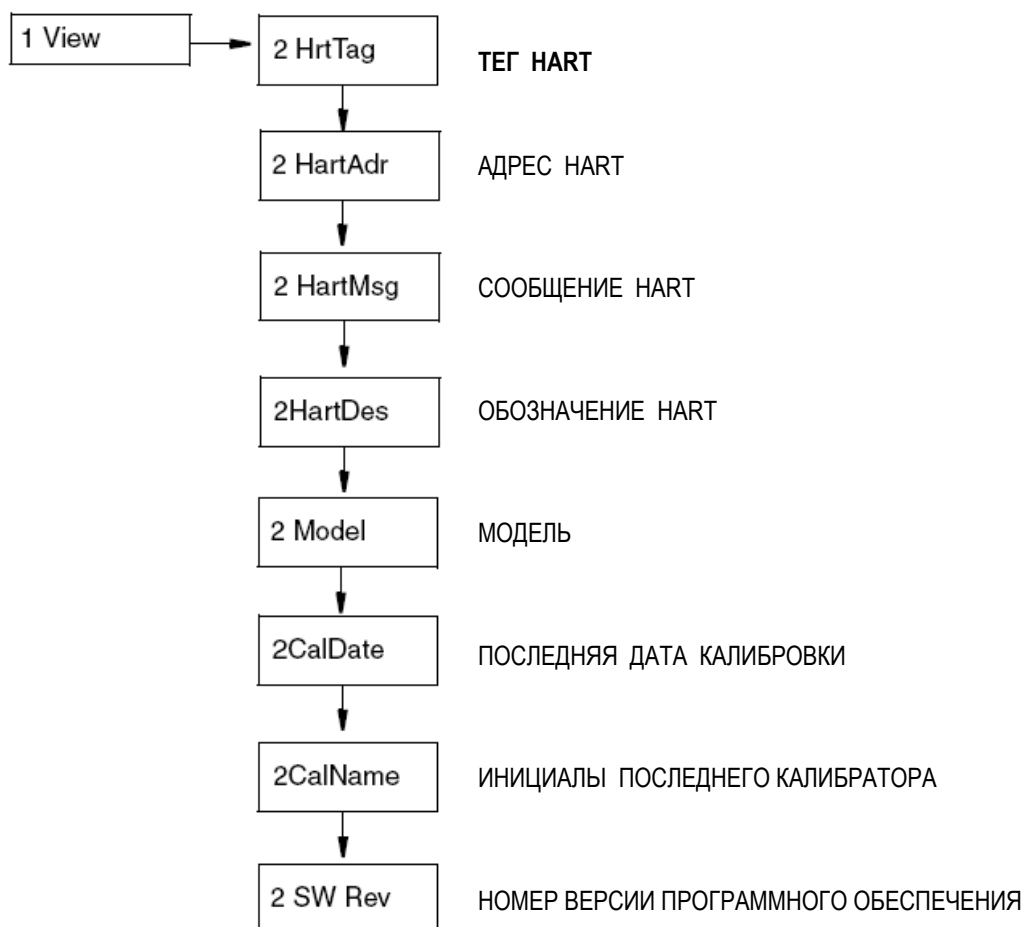 1 View
2 HrtTag
ТЕГ HART
2 HartAdr
АДРЕС HART
2 HartMsg
СООБЩЕНИЕ HART
2HartDes
ОБОЗНАЧЕНИЕ HART
2 Model
МОДЕЛЬ
2CalDate
ПОСЛЕДНЯЯ ДАТА КАЛИБРОВКИ
2CalName
ИНИЦИАЛЫ ПОСЛЕДНЕГО КАЛИБРАТОРА
2 SW Rev
НОМЕР ВЕРСИИ ПРОГРАММНОГО ОБЕСПЕЧЕНИЯ